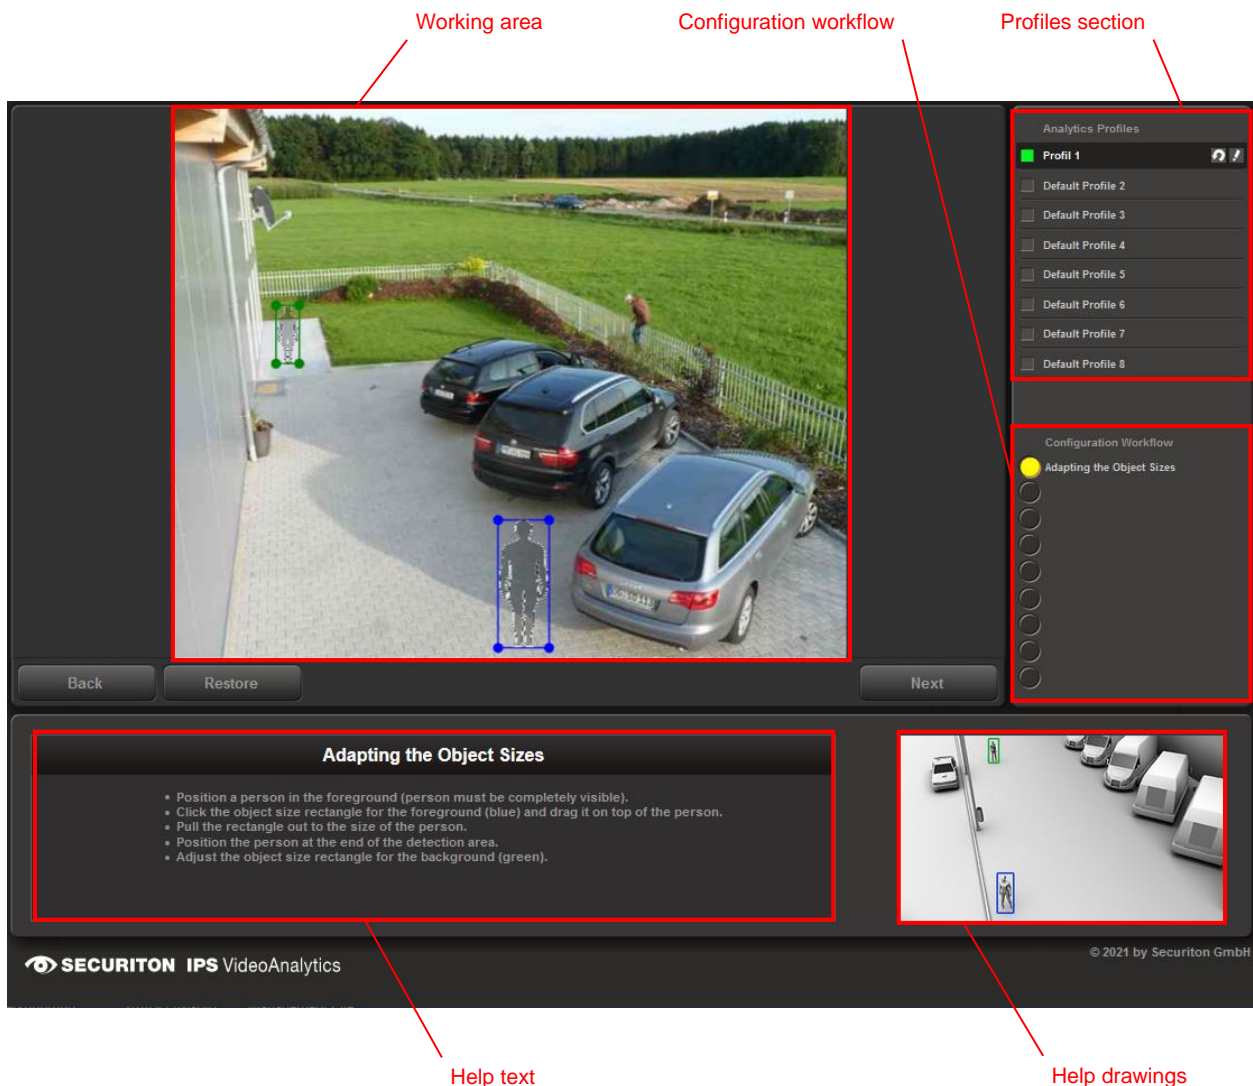 Working area
Configuration workflow
Profiles section
Analytics Profiles
Profil 1
Default Profile 2
Default Profile 3
Default Profile 4
Default Profile 5
Default Profile 6
Default Profile 7
Default Profile 8
Configuration Workflow
Adapting the Object Sizes
Back
Restore
Next
Adapting the Object Sizes
• Position a person in the foreground (person must be completely visible).
• Click the object size rectangle for the foreground (blue) and drag it on top of the person.
• Pull the rectangle out to the size of the person.
• Position the person at the end of the detection area.
• Adjust the object size rectangle for the background (green).
SECURITON IPS VideoAnalytics
© 2021 by Securiton GmbH
Help text
Help drawings